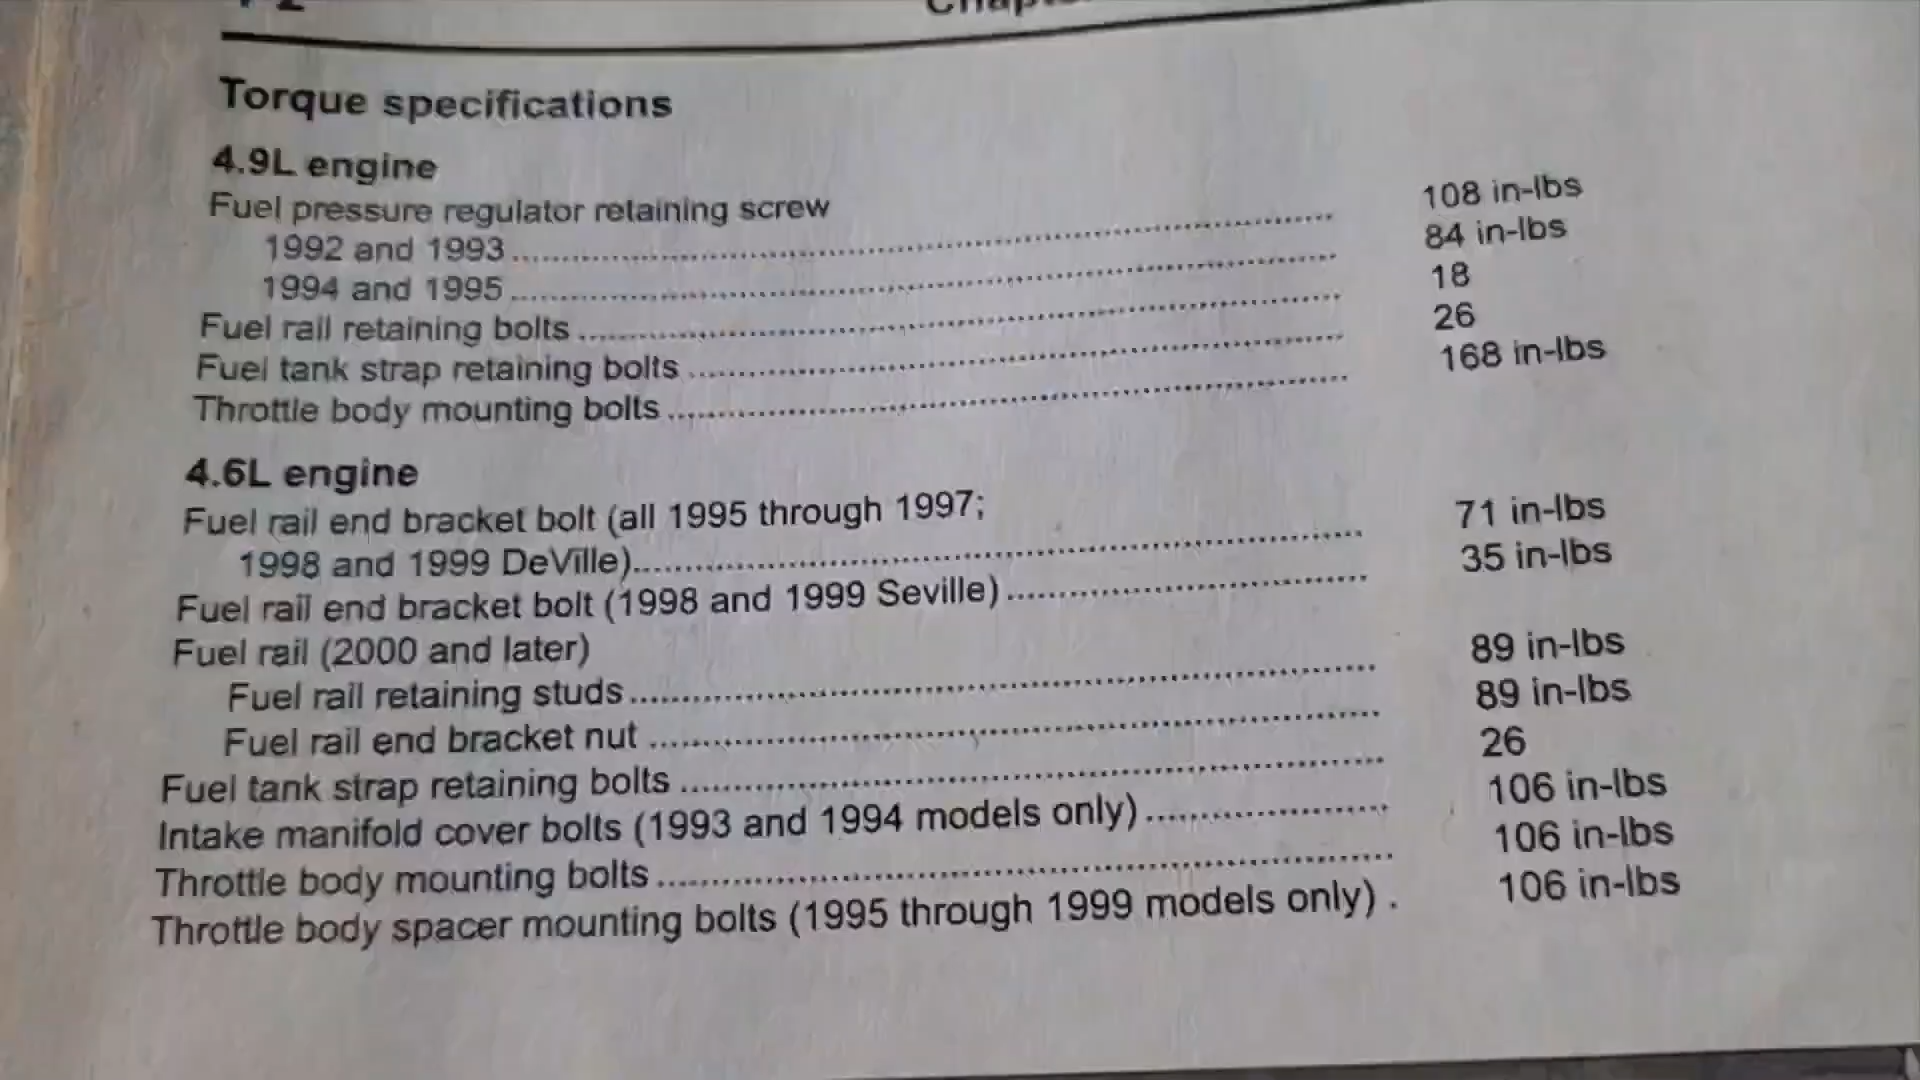 Torque specifications
4.9L engine
Fuel pressure regulator retaining screw
1992 and 1993 108 in-lbs
1994 and 1995 84 in-lbs
Fuel rail retaining bolts 18
Fuel tank strap retaining bolts 26
Throttle body mounting bolts 168 in-lbs
4.6L engine
Fuel rail end bracket bolt (all 1995 through 1997;
1998 and 1999 DeVille) 71 in-lbs
Fuel rail end bracket bolt (1998 and 1999 Seville) 35 in-lbs
Fuel rail (2000 and later)
Fuel rail retaining studs 89 in-lbs
Fuel rail end bracket nut 89 in-lbs
Fuel tank strap retaining bolts 26
Intake manifold cover bolts (1993 and 1994 models only) 106 in-lbs
Throttle body mounting bolts 106 in-lbs
Throttle body spacer mounting bolts (1995 through 1999 models only) . 106 in-lbs